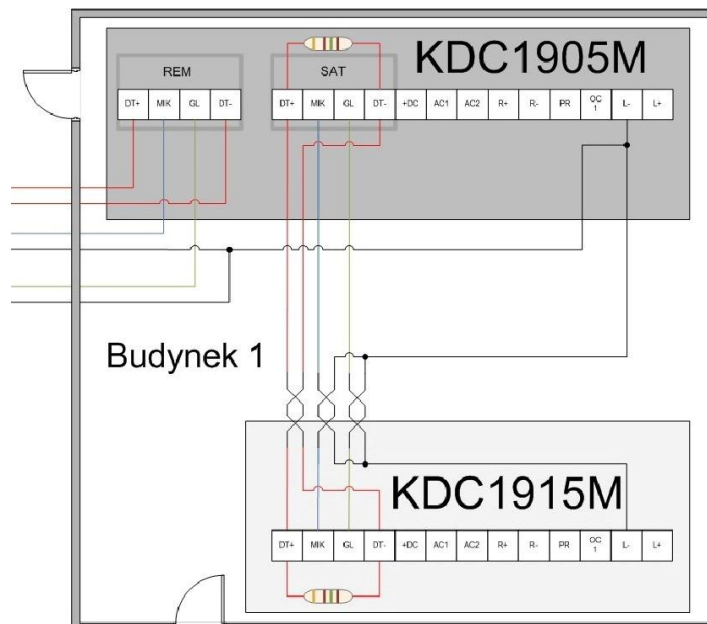 KDC1905M
REM SAT
DT+ MIK GL DT- DT+ MIK GL DT- +DC AC1 AC2 R+ R- PR OC 1 L- L+
Budynek 1
KDC1915M
DT+ MIK GL DT- +DC AC1 AC2 R+ R- PR OC 1 L- L+